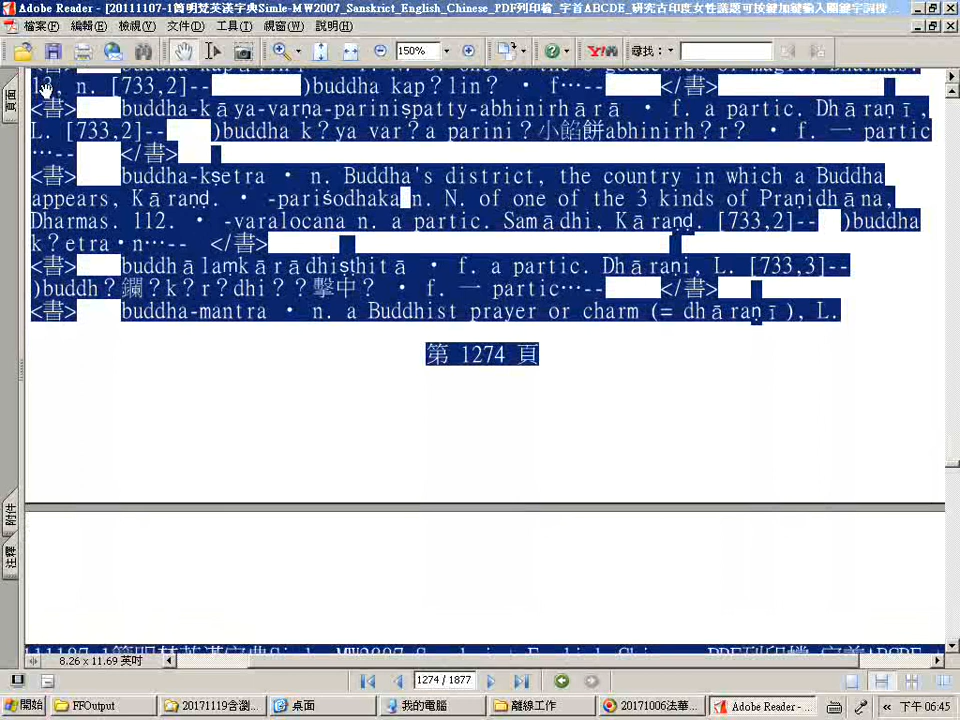 Adobe Reader - [20111107-1簡明梵英漢字典Simle-MW2007_Sanskrict_English_Chinese_PDF列印檔_字首ABCDE_研究古印度女性議題可按鍵輸入關鍵字詞搜
檔案(F) 編輯(E) 檢視(V) 文件(D) 工具(T) 視窗(W) 說明(H)
150% 尋找：
頁面
n. [733,2]-- )buddha kap？lin？ ‧ f…-- </書>
<書> buddha-kāya-varṇa-pariniṣpatty-abhinirhārā ‧ f. a partic. Dhāraṇī,
L. [733,2]-- )buddha k？ya var？a parini？小餡餅abhinirh？r？ ‧ f. 一 partic
…-- </書>
<書> buddha-kṣetra ‧ n. Buddha's district, the country in which a Buddha
appears, Kāraṇḍ. ‧ -pariśodhaka n. N. of one of the 3 kinds of Praṇidhāna,
Dharmas. 112. ‧ -varalocana n. a partic. Samādhi, Kāraṇḍ. [733,2]-- )buddha
k？etra‧n…-- </書>
<書> buddhālaṃkārādhiṣṭhitā ‧ f. a partic. Dhāraṇi, L. [733,3]--
)buddh？鑭？k？r？dhi？？擊中？ ‧ f. 一 partic…-- </書>
<書> buddha-mantra ‧ n. a Buddhist prayer or charm (= dhāraṇī), L.
第 1274 頁
附件
注釋
8.26 x 11.69 英吋
1274 / 1877
開始 FFOutput 20171119含瀏... 桌面 我的電腦 離線工作 20171006法華... Adobe Reader - ... 下午 06:45